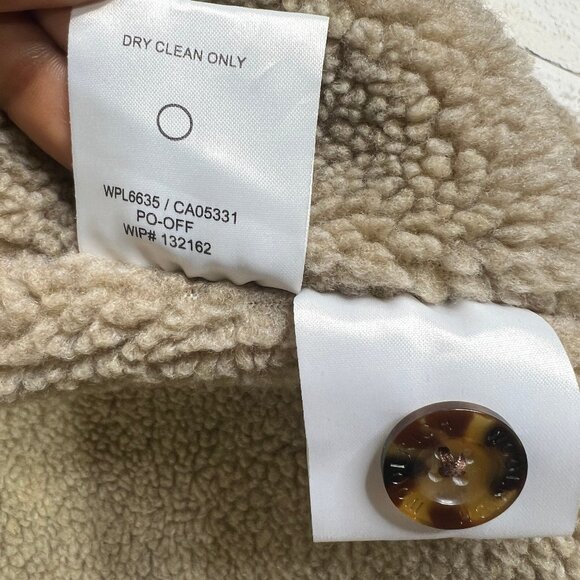 DRY CLEAN ONLY
WPL6635 / CA05331
PO-OFF
WIP# 132162